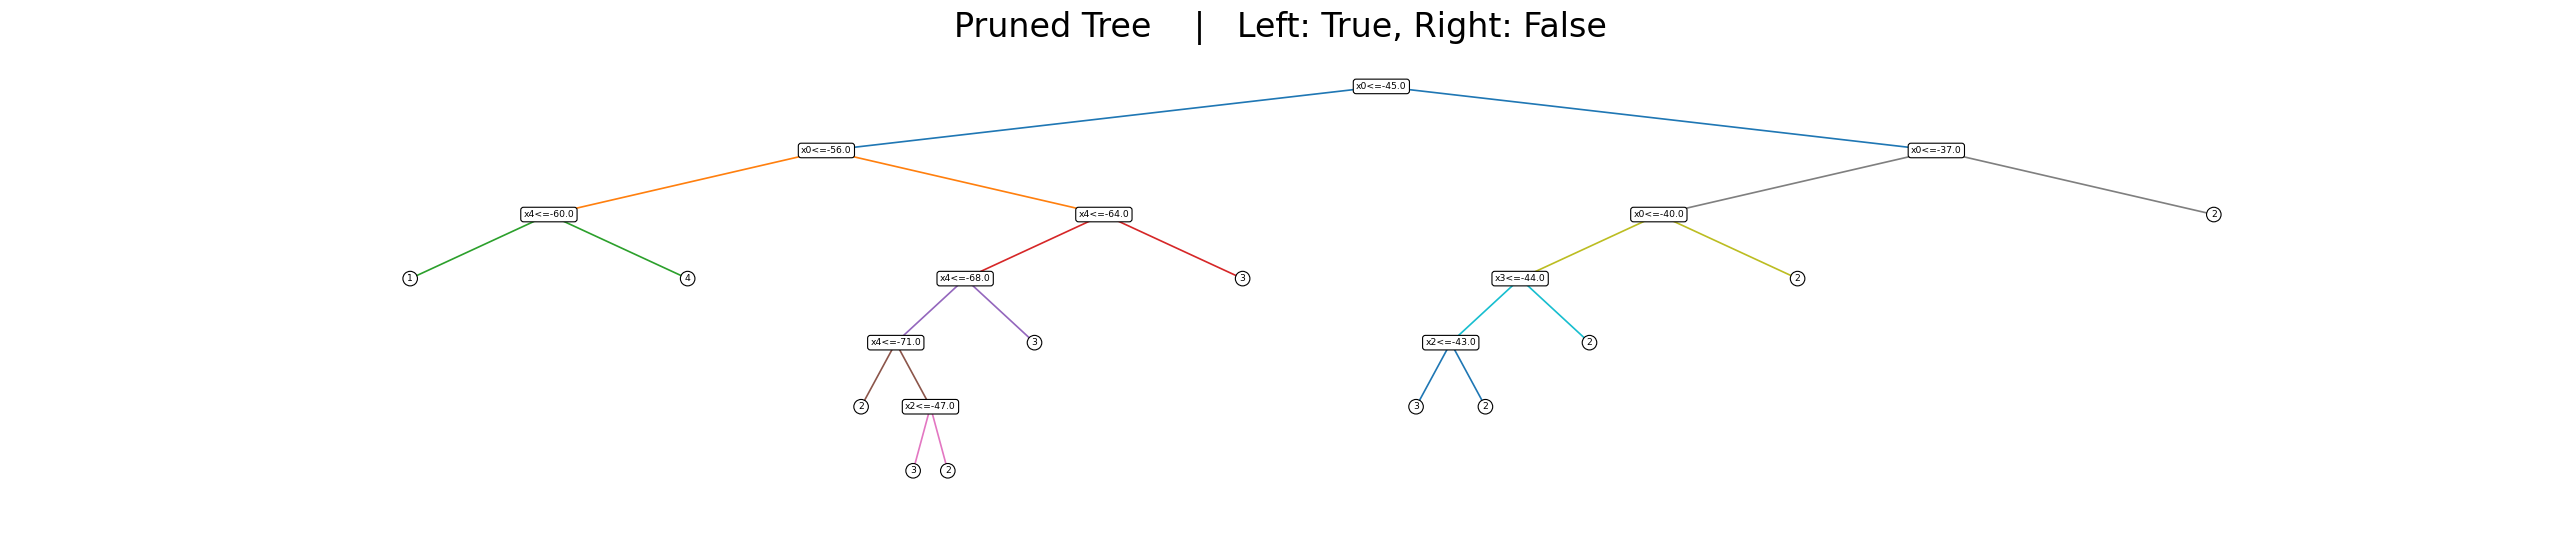 Pruned Tree | Left: True, Right: False
x0<=-45.0
x0<=-56.0 x0<=-37.0
x4<=-60.0 x4<=-64.0 x0<=-40.0 2
1 4 x4<=-68.0 3 x3<=-44.0 2
x4<=-71.0 3 x2<=-43.0 2
2 x2<=-47.0 3 2
3 2